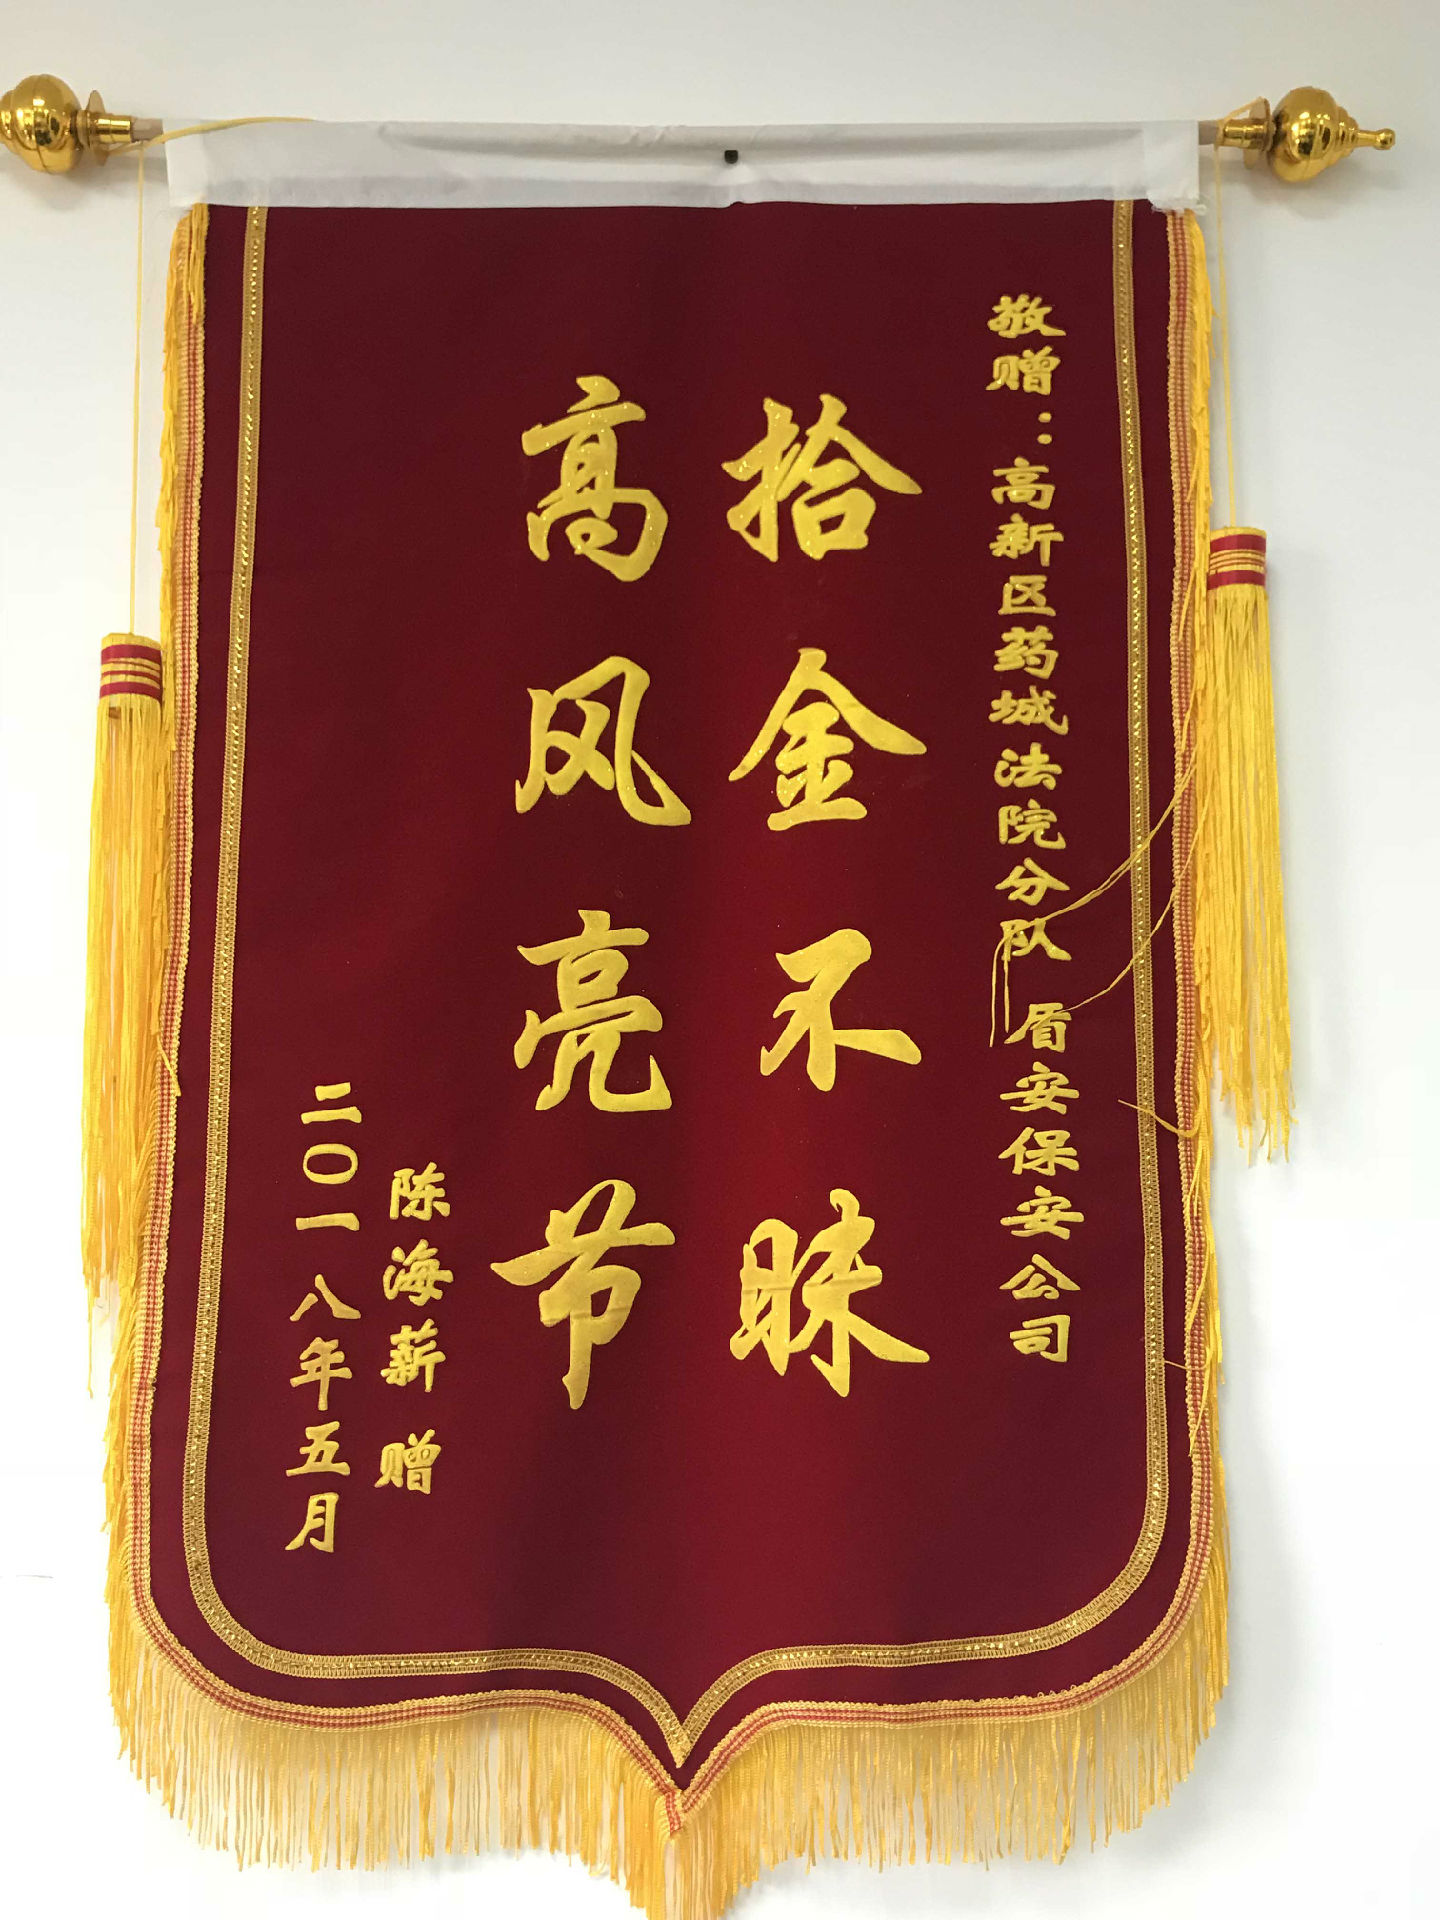 敬赠：高新区药城法院分队 盾安保安公司
拾金不昧
高风亮节
陈海薪 赠
二〇一八年五月